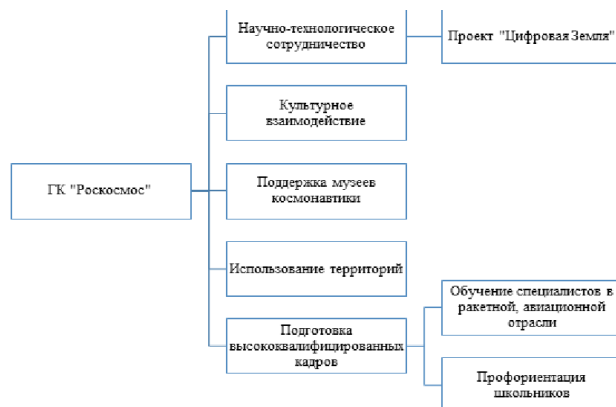 Научно-технологическое
сотрудничество
Проект "Цифровая Земля"
Культурное
взаимодействие
ГК "Роскосмос"
Поддержка музеев
космонавтики
Использование территорий
Подготовка
высококвалифицированных
кадров
Обучение специалистов в
ракетной, авиационной
отрасли
Профориентация
школьников